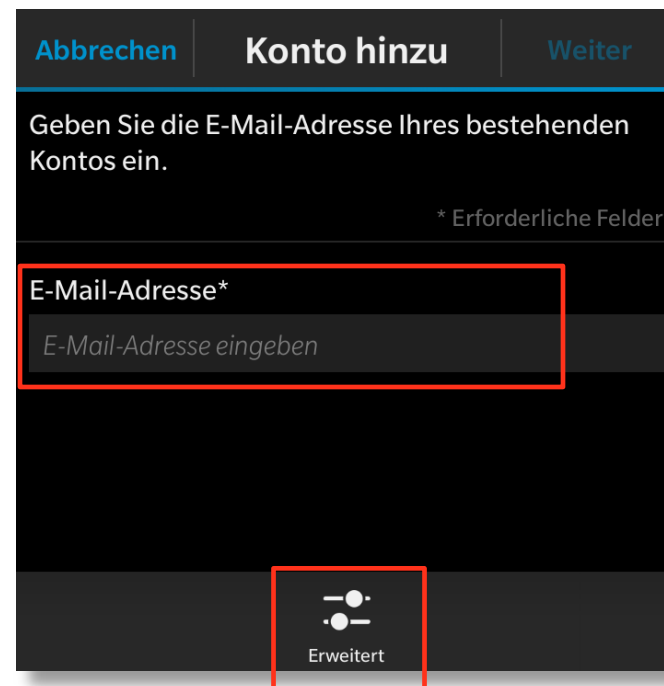 Abbrechen Konto hinzu Weiter
Geben Sie die E-Mail-Adresse Ihres bestehenden
Kontos ein.
* Erforderliche Felder
E-Mail-Adresse*
E-Mail-Adresse eingeben
Erweitert